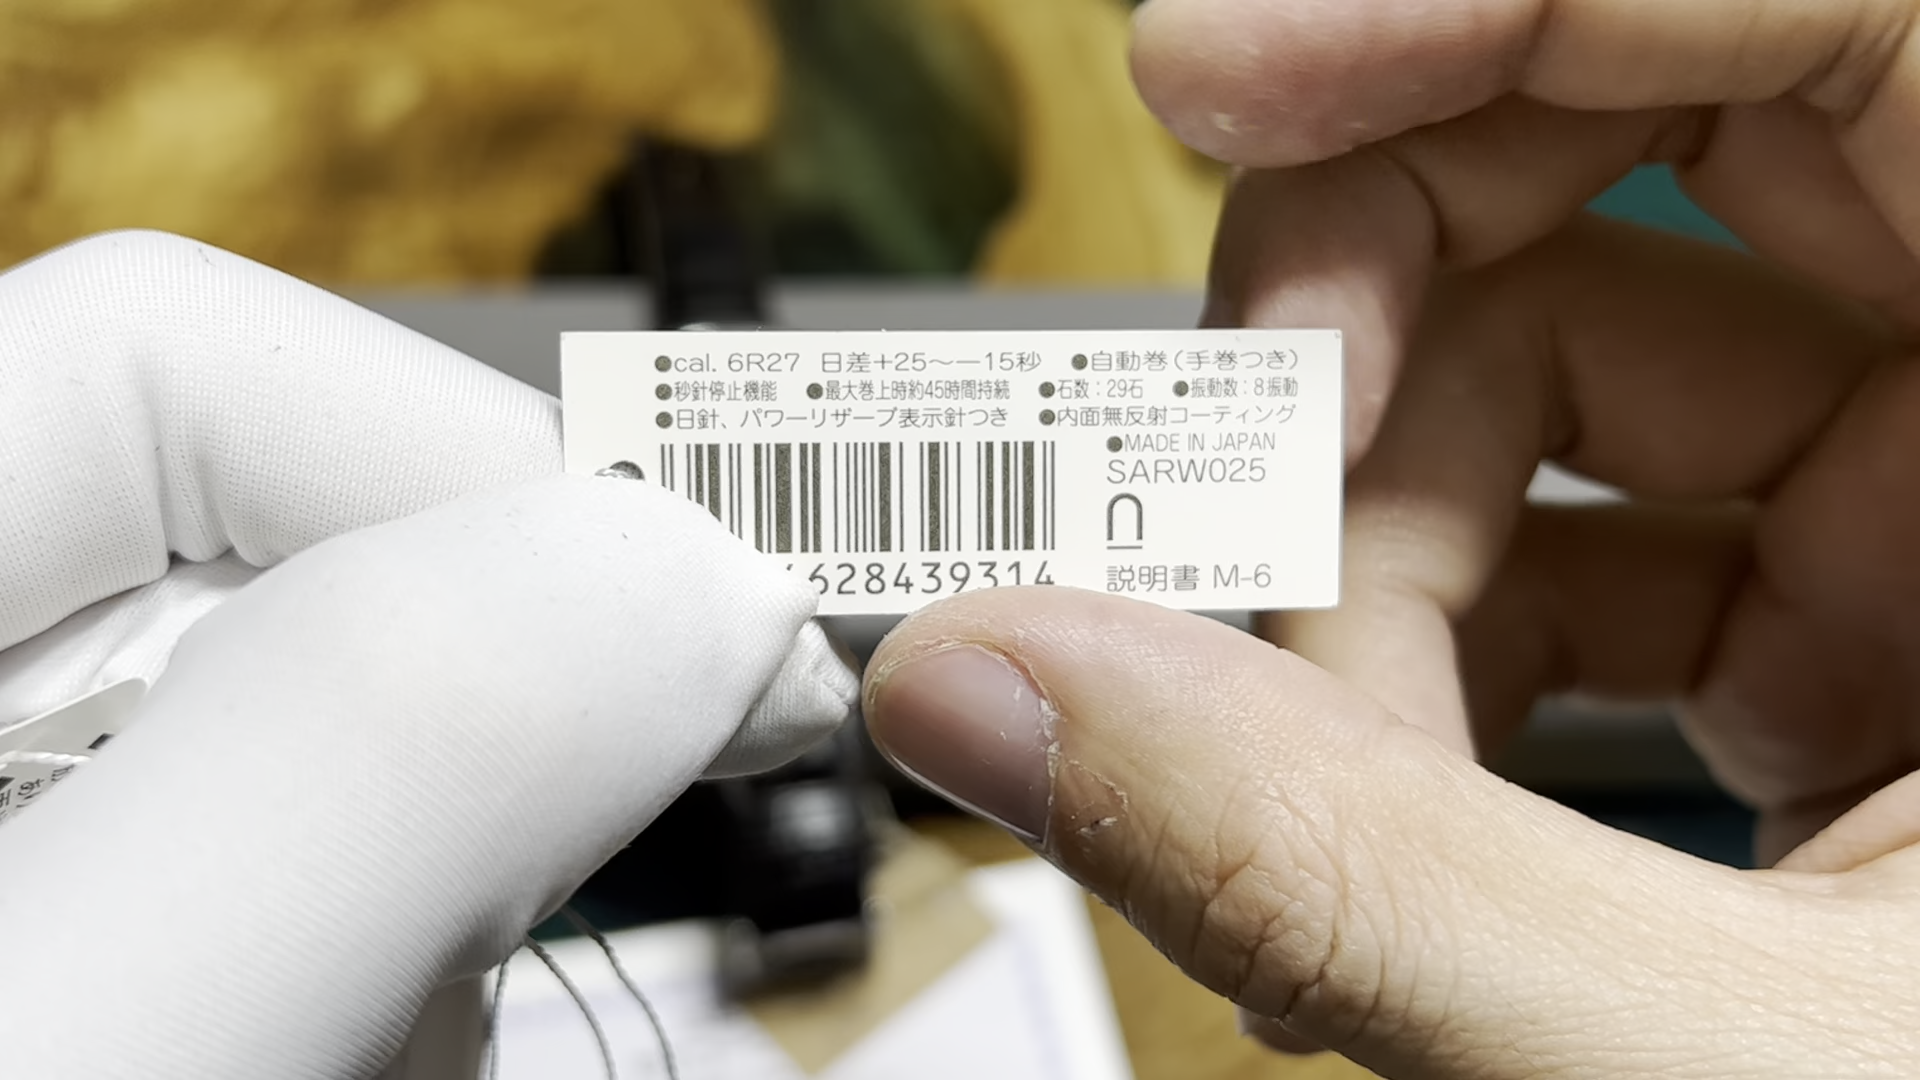 ●cal. 6R27 日差+25～－15秒 ●自動巻(手巻つき)
●秒針停止機能 ●最大巻上時約45時間持続 ●石数：29石 ●振動数：8振動
●日針、パワーリザーブ表示針つき ●内面無反射コーティング
●MADE IN JAPAN
SARW025
628439314
説明書 M-6